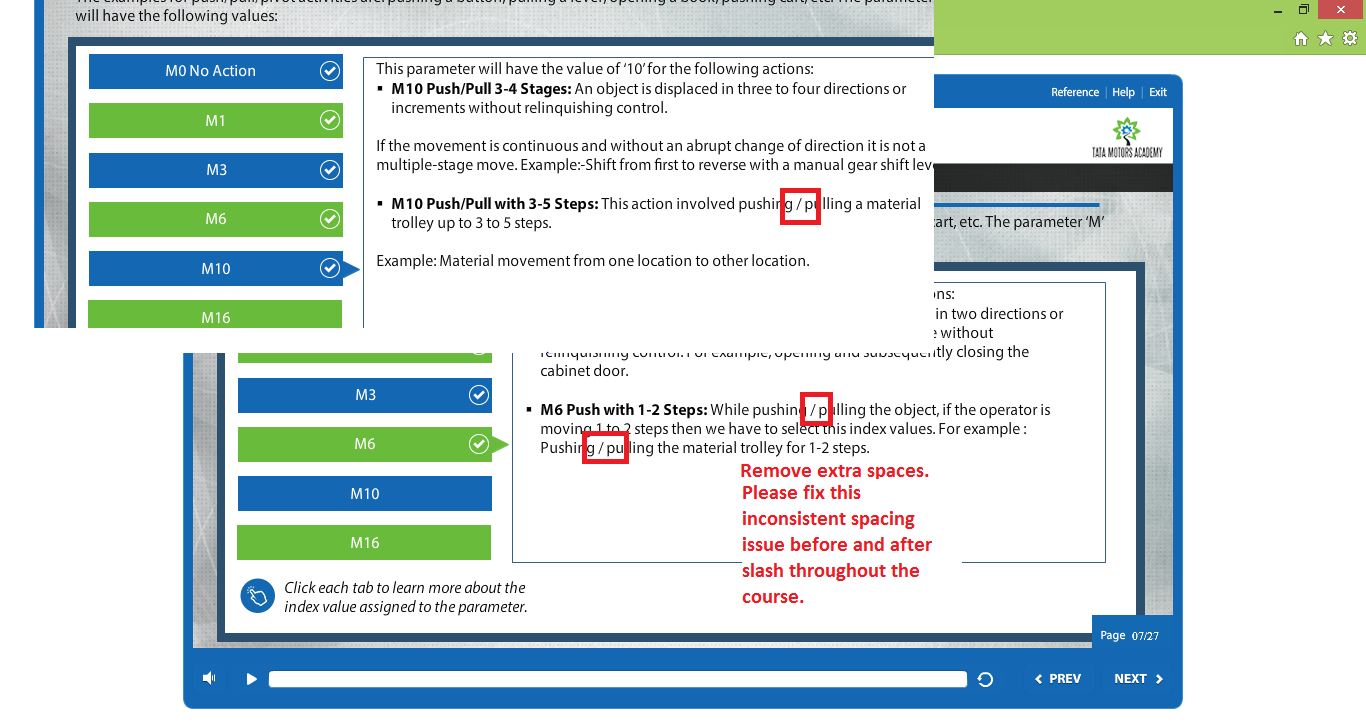 will have the following values:
M0 No Action
M1
M3
M6
M10
M16
This parameter will have the value of ‘10’ for the following actions:
▪ M10 Push/Pull 3-4 Stages: An object is displaced in three to four directions or
increments without relinquishing control.
If the movement is continuous and without an abrupt change of direction it is not a
multiple-stage move. Example:-Shift from first to reverse with a manual gear shift
▪ M10 Push/Pull with 3-5 Steps: This action involved pushing / pulling a material
trolley up to 3 to 5 steps.
Example: Material movement from one location to other location.
Reference | Help | Exit
TATA MOTORS ACADEMY
cart, etc. The parameter ‘M’
in two directions or
without
relinquishing control. For example, opening and subsequently closing the
cabinet door.
M3
M6
M10
M16
▪ M6 Push with 1-2 Steps: While pushing / pulling the object, if the operator is
moving 1 to 2 steps then we have to select this index values. For example :
Pushing / pulling the material trolley for 1-2 steps.
Remove extra spaces.
Please fix this
inconsistent spacing
issue before and after
slash throughout the
course.
Click each tab to learn more about the
index value assigned to the parameter.
Page 07/27
PREV
NEXT